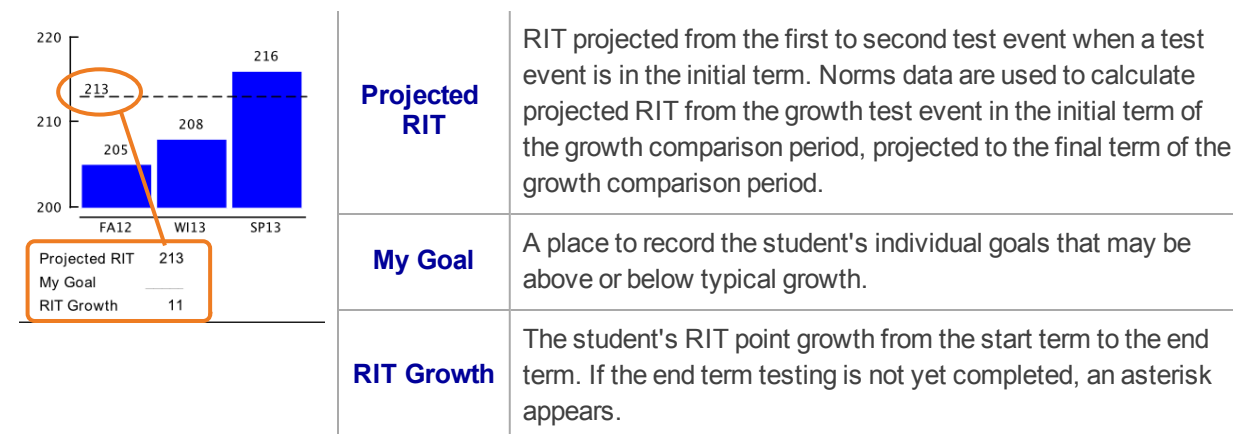 220
216
213
210
208
205
200
FA12 WI13 SP13
Projected RIT 213
My Goal
RIT Growth 11
Projected
RIT
RIT projected from the first to second test event when a test
event is in the initial term. Norms data are used to calculate
projected RIT from the growth test event in the initial term of
the growth comparison period, projected to the final term of the
growth comparison period.
My Goal
A place to record the student's individual goals that may be
above or below typical growth.
RIT Growth
The student's RIT point growth from the start term to the end
term. If the end term testing is not yet completed, an asterisk
appears.